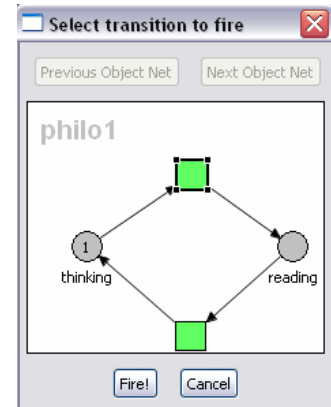 Select transition to fire
Previous Object Net Next Object Net
philo1
1
thinking reading
Fire! Cancel